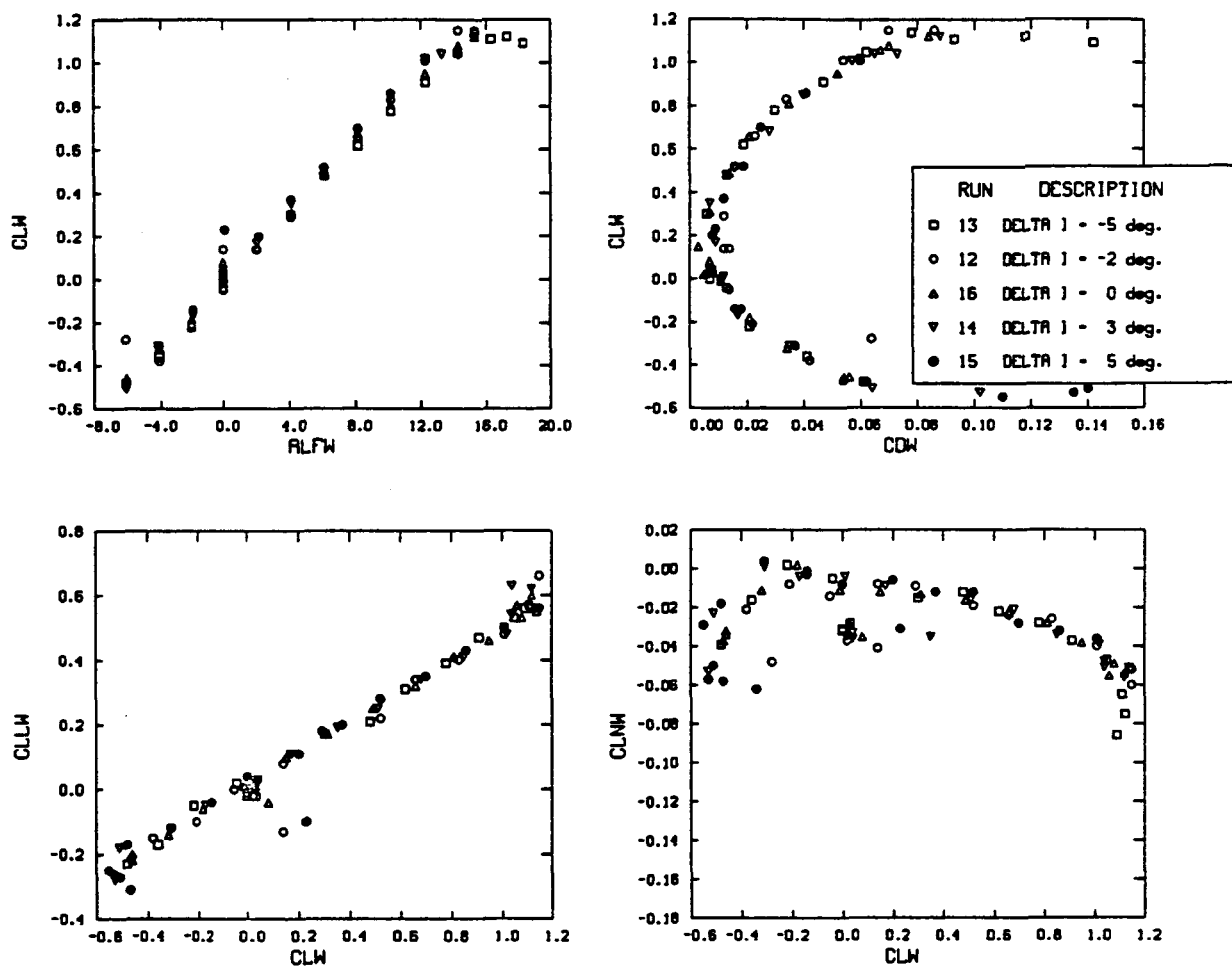 1.2
1.0
0.8
0.6
0.4
0.2
0.0
-0.2
-0.4
-0.6
CLW
-8.0 -4.0 0.0 4.0 8.0 12.0 16.0 20.0
ALFW
1.2
1.0
0.8
0.6
0.4
0.2
0.0
-0.2
-0.4
-0.6
CLW
0.00 0.02 0.04 0.06 0.08 0.10 0.12 0.14 0.16
CDW
RUN DESCRIPTION
13 DELTA I - -5 deg.
12 DELTA I - -2 deg.
16 DELTA I - 0 deg.
14 DELTA I - 3 deg.
15 DELTA I - 5 deg.
0.8
0.6
0.4
0.2
0.0
-0.2
-0.4
CLLW
-0.6 -0.4 -0.2 0.0 0.2 0.4 0.6 0.8 1.0 1.2
CLW
0.02
0.00
-0.02
-0.04
-0.06
-0.08
-0.10
-0.12
-0.14
-0.16
-0.18
CLNW
-0.6 -0.4 -0.2 0.0 0.2 0.4 0.6 0.8 1.0 1.2
CLW